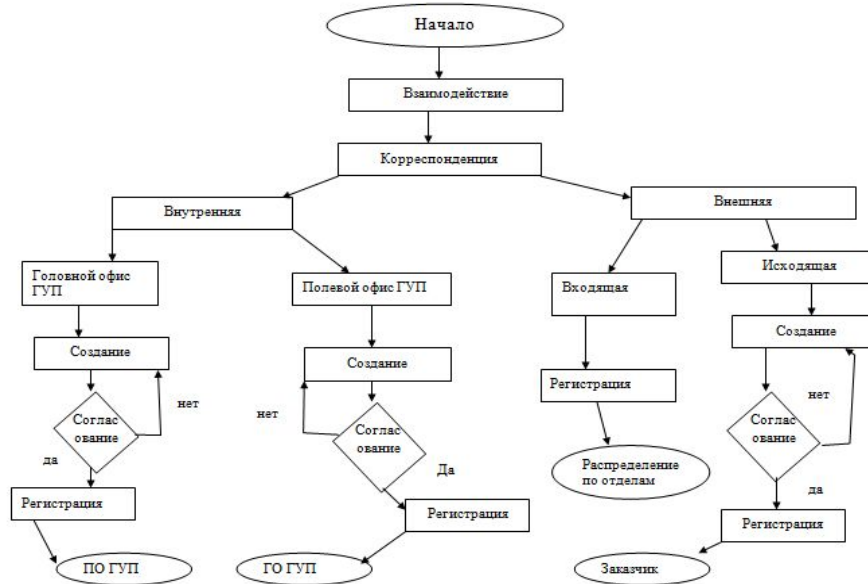 Начало
Взаимодействие
Корреспонденция
Внутренняя
Внешняя
Головной офис
ГУП
Полевой офис ГУП
Входящая
Исходящая
Создание
Создание
Создание
Регистрация
нет
нет
нет
Соглас
ование
Соглас
ование
Соглас
ование
да
Да
да
Распределение
по отделам
Регистрация
Регистрация
Регистрация
ПО ГУП
ГО ГУП
Заказчик